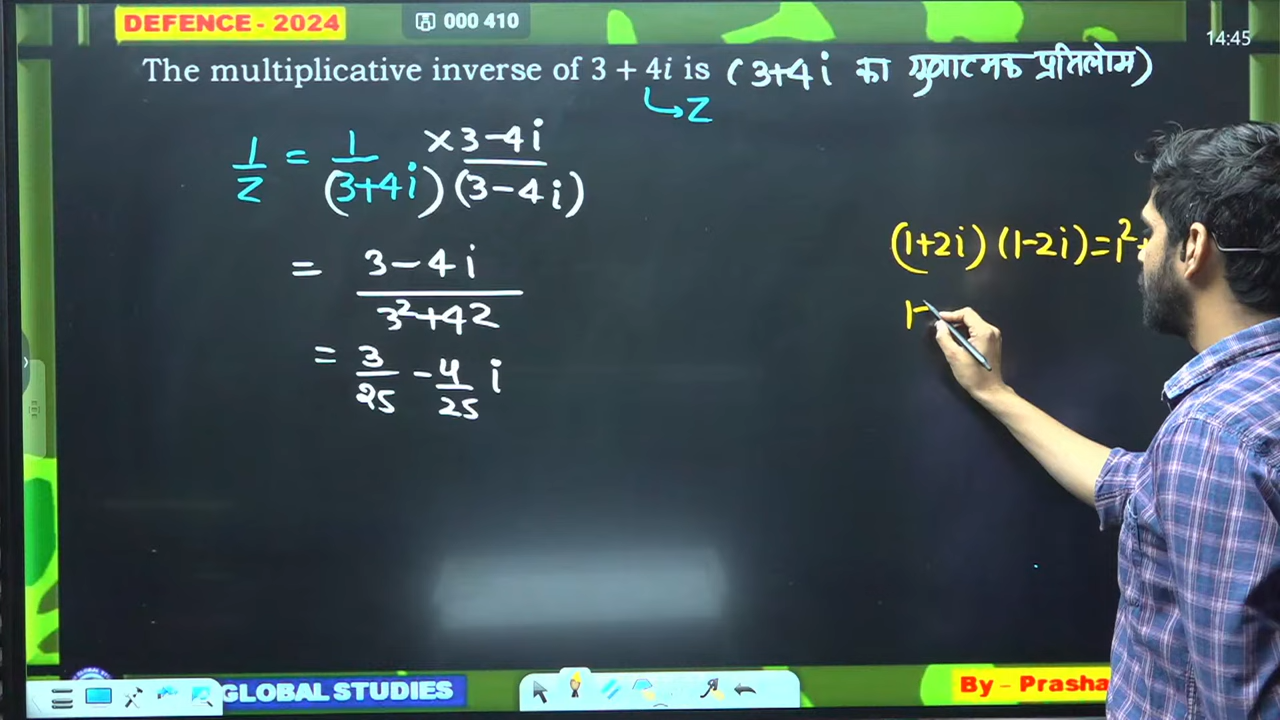 DEFENCE - 2024
000 410
14:45
The multiplicative inverse of 3 + 4i is (3+4i का गुणात्मक प्रतिलोम)
→ z
1/z = 1/(3+4i) × 3-4i/(3-4i)
= 3-4i/3²+42
= 3/25 - 4/25 i
(1+2i) (1-2i) = 1²+
1-
GLOBAL STUDIES
By - Prasha